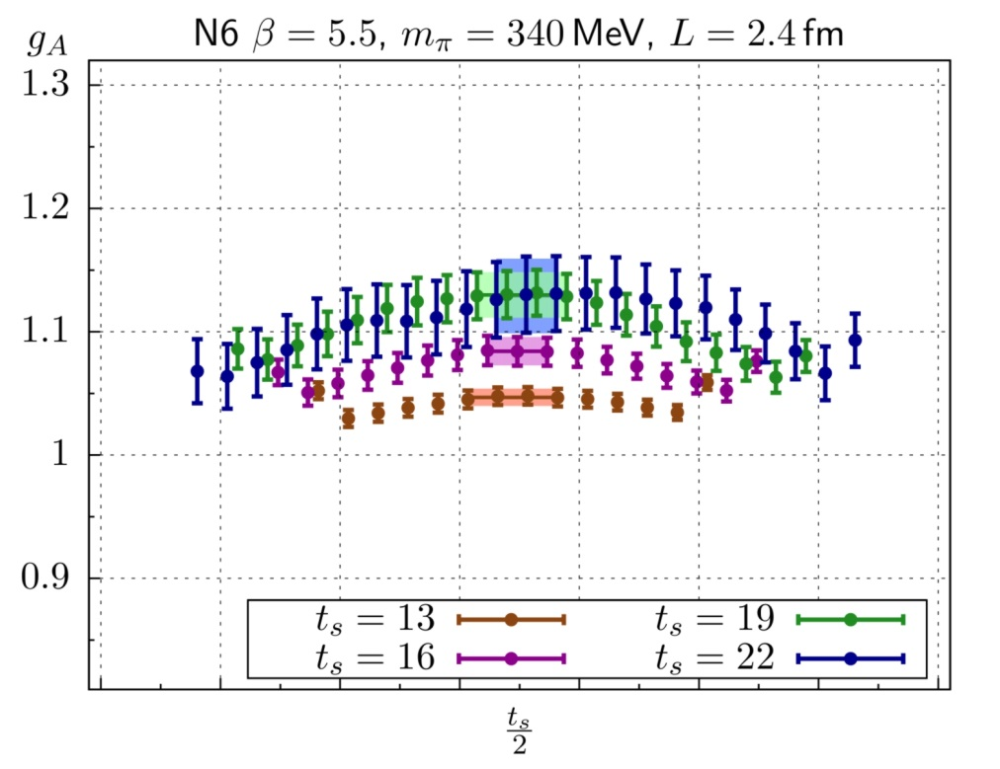 N6 β = 5.5, m_π = 340 MeV, L = 2.4 fm
g_A
1.3
1.2
1.1
1
0.9
t_s = 13
t_s = 19
t_s = 16
t_s = 22
t_s/2